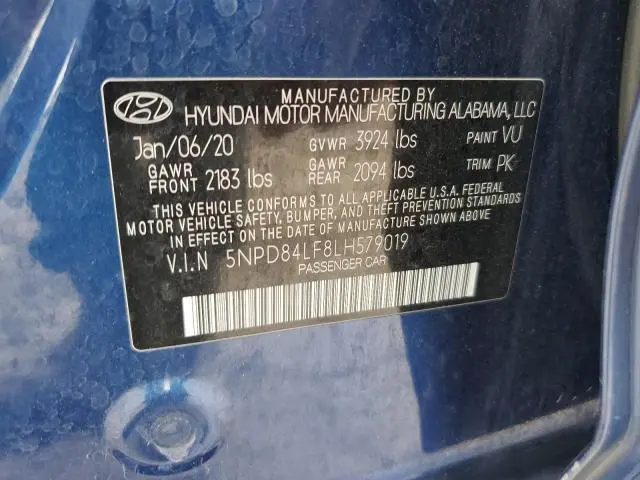 MANUFACTURED BY
HYUNDAI MOTOR MANUFACTURING ALABAMA, LLC
Jan/06/20 GVWR 3924 lbs PAINT VU
GAWR FRONT 2183 lbs GAWR REAR 2094 lbs TRIM PK
THIS VEHICLE CONFORMS TO ALL APPLICABLE U.S.A. FEDERAL
MOTOR VEHICLE SAFETY, BUMPER, AND THEFT PREVENTION STANDARDS
IN EFFECT ON THE DATE OF MANUFACTURE SHOWN ABOVE.
V.I.N 5NPD84LF8LH579019
PASSENGER CAR